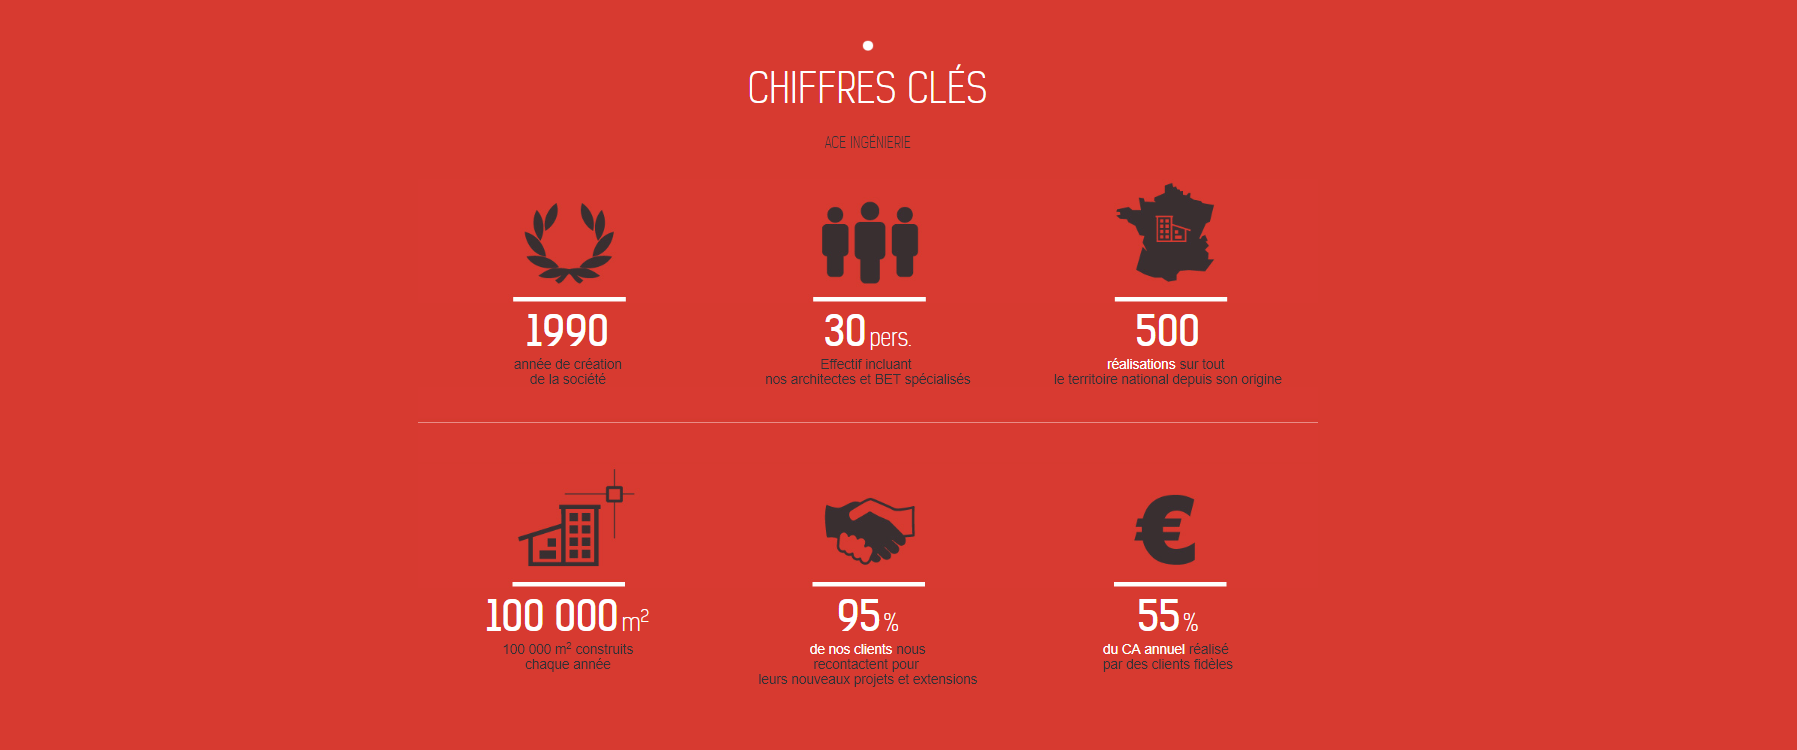 CHIFFRES CLÉS
ACE INGÉNIERIE
1990
année de création
de la société
30 pers.
Effectif incluant
nos architectes et BET spécialisés
500
réalisations sur tout
le territoire national depuis son origine
100 000 m²
100 000 m² construits
chaque année
95 %
de nos clients nous
recontactent pour
leurs nouveaux projets et extensions
€
55 %
du CA annuel réalisé
par des clients fidèles